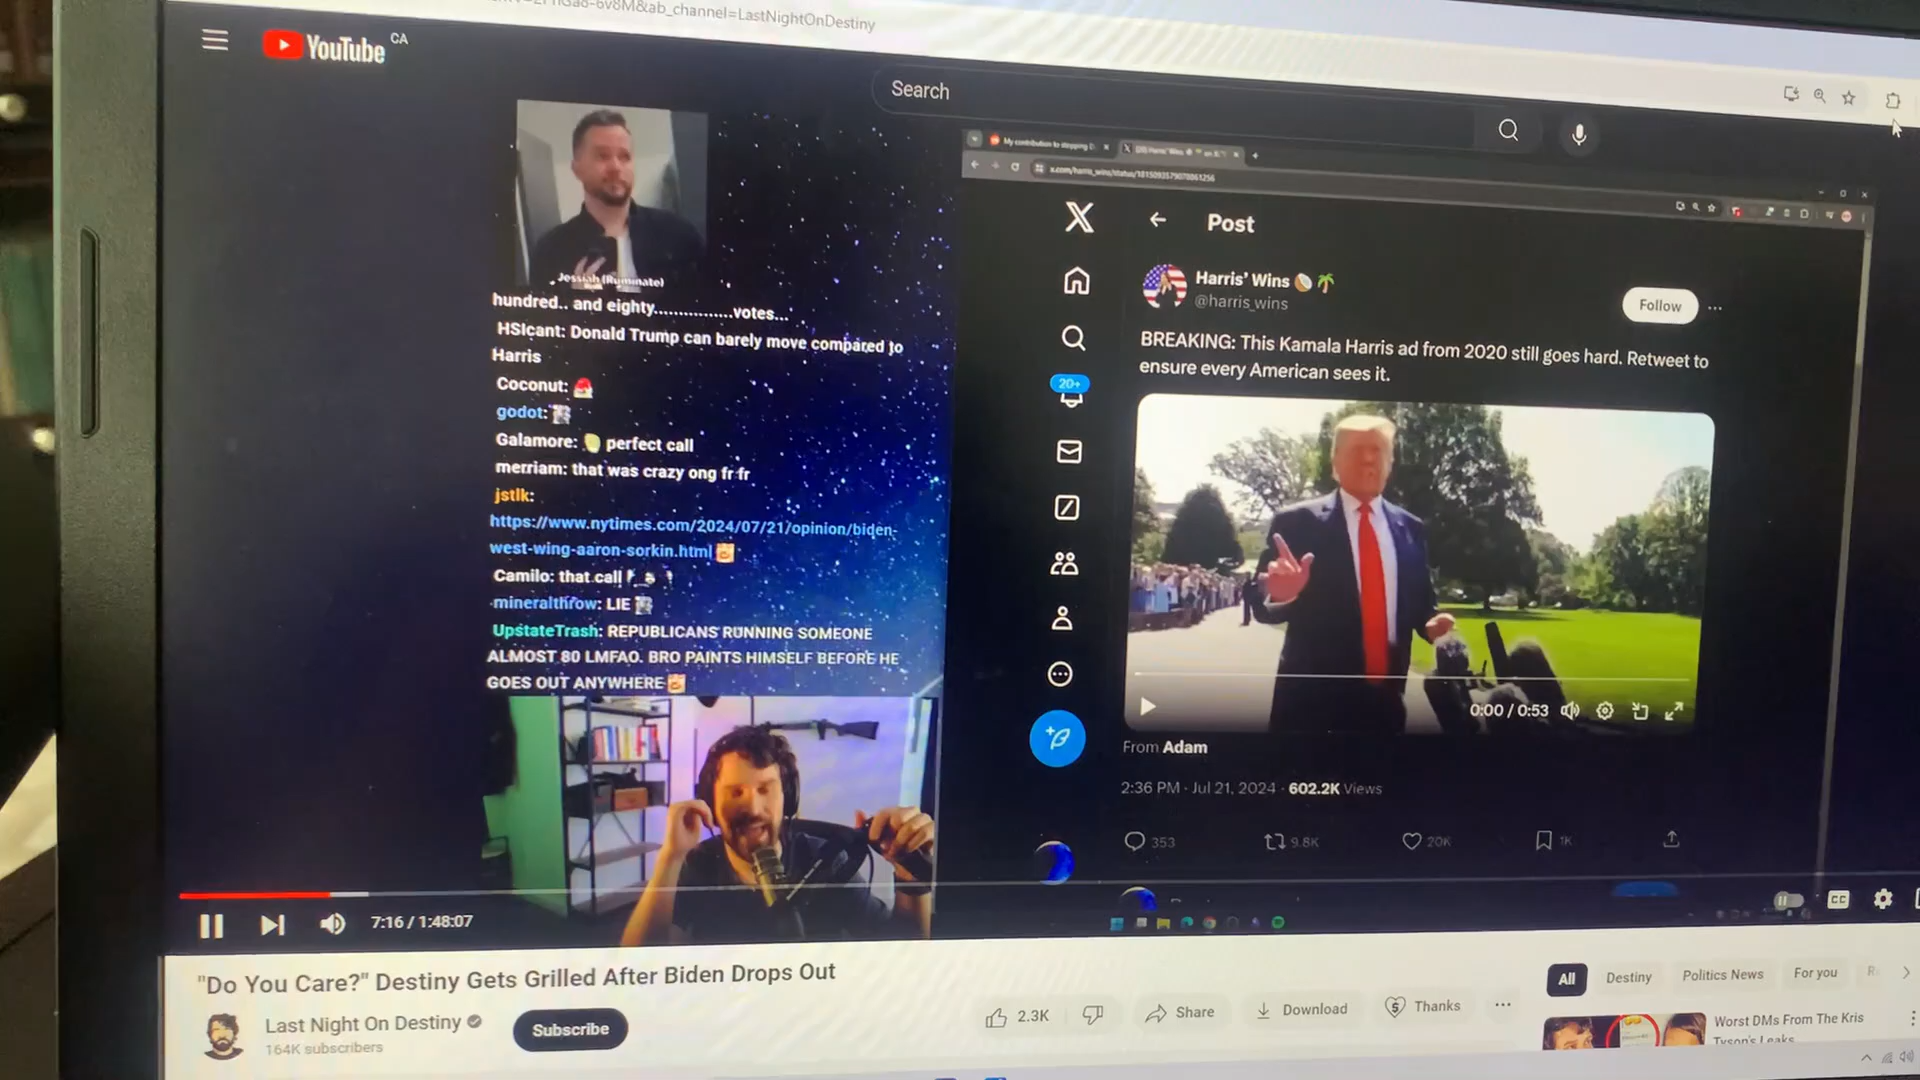 &ab_channel=LastNightOnDestiny
YouTube CA
Search
Jessiah (Ruminate)
hundred.. and eighty...............votes...
HSIcant: Donald Trump can barely move compared to
Harris
Coconut:
godot:
Galamore: perfect call
merriam: that was crazy ong fr fr
jstlk:
https://www.nytimes.com/2024/07/21/opinion/biden-
west-wing-aaron-sorkin.html
Camilo: that call
mineralthrow: LIE
UpstateTrash: REPUBLICANS RUNNING SOMEONE
ALMOST 80 LMFAO. BRO PAINTS HIMSELF BEFORE HE
GOES OUT ANYWHERE
My contribution to stopping D
Post
Harris' Wins
@harris_wins
Follow
BREAKING: This Kamala Harris ad from 2020 still goes hard. Retweet to
ensure every American sees it.
20+
0:00 / 0:53
From Adam
2:36 PM · Jul 21, 2024 · 602.2K Views
353
9.8K
20K
1K
7:16 / 1:48:07
CC
"Do You Care?" Destiny Gets Grilled After Biden Drops Out
Last Night On Destiny
164K subscribers
Subscribe
2.3K
Share
Download
Thanks
All
Destiny
Politics News
For you
Worst DMs From The Kris
Tyson's Leaks